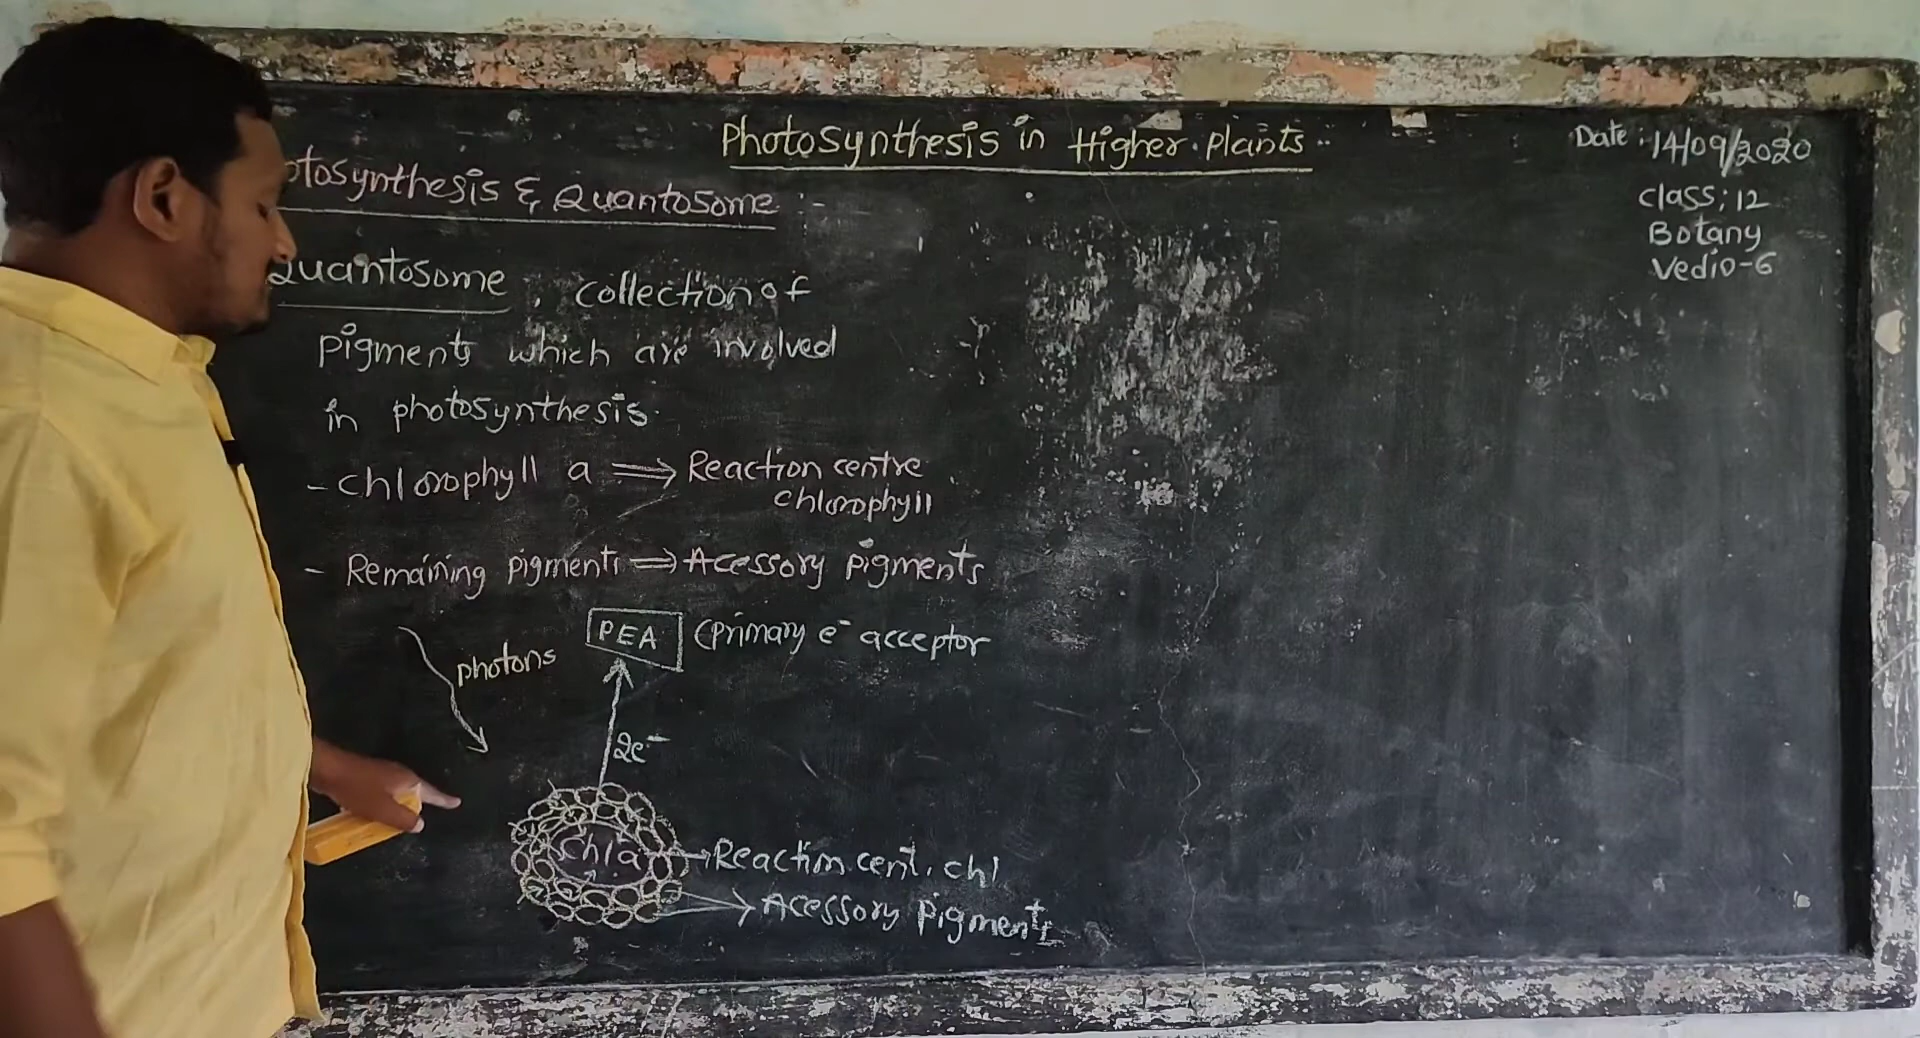 Photosynthesis in Higher Plants
Date: 14/09/2020
class: 12
Botany
Vedio-6
otosynthesis & Quantosome :-
Quantosome, collection of
pigments which are involved
in photosynthesis.
- chlorophyll a ⟹ Reaction centre
chlorophyll
- Remaining pigments ⟹ Acessory pigments
PEA (primary e⁻ acceptor
photons
2e⁻
chl a → Reaction cent. chl
→ Acessory pigments